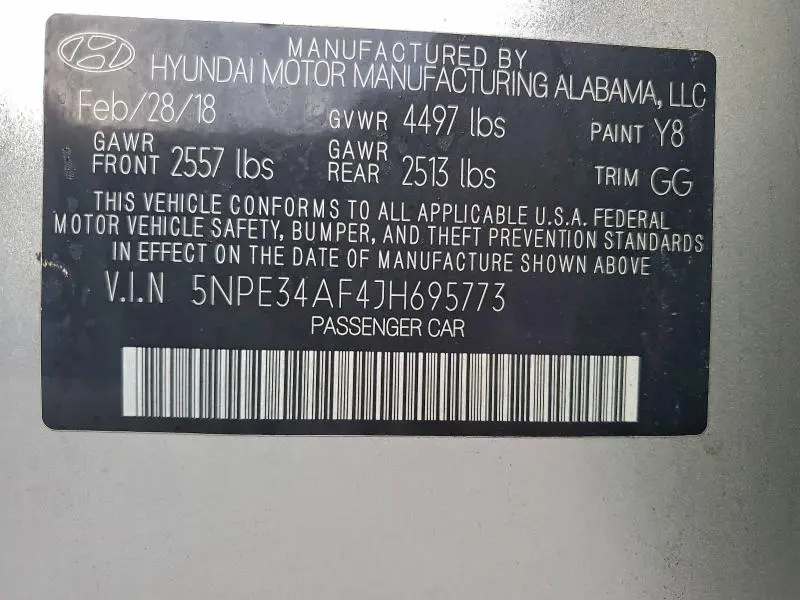 MANUFACTURED BY
HYUNDAI MOTOR MANUFACTURING ALABAMA, LLC
Feb/28/18 GVWR 4497 lbs PAINT Y8
GAWR FRONT 2557 lbs GAWR REAR 2513 lbs TRIM GG
THIS VEHICLE CONFORMS TO ALL APPLICABLE U.S.A. FEDERAL
MOTOR VEHICLE SAFETY, BUMPER, AND THEFT PREVENTION STANDARDS
IN EFFECT ON THE DATE OF MANUFACTURE SHOWN ABOVE
V.I.N 5NPE34AF4JH695773
PASSENGER CAR